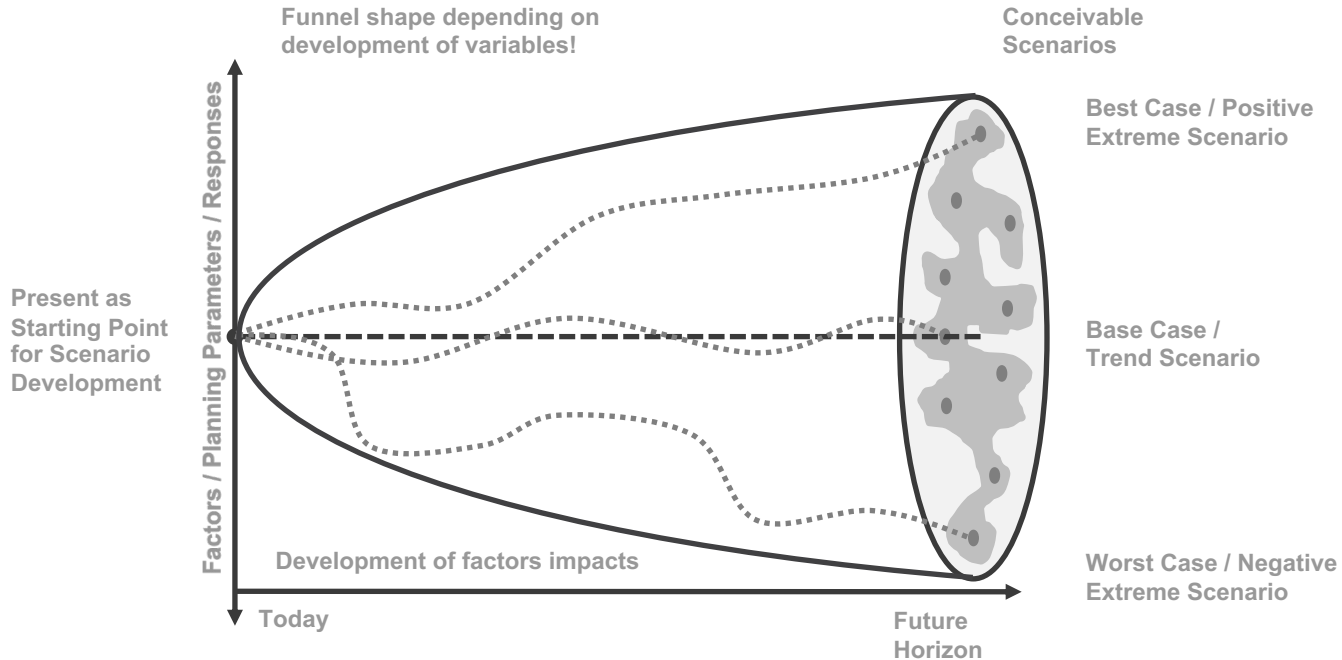 Funnel shape depending on
development of variables!
Conceivable
Scenarios
Factors / Planning Parameters / Responses
Best Case / Positive
Extreme Scenario
Present as
Starting Point
for Scenario
Development
Base Case /
Trend Scenario
Development of factors impacts
Worst Case / Negative
Extreme Scenario
Today
Future
Horizon